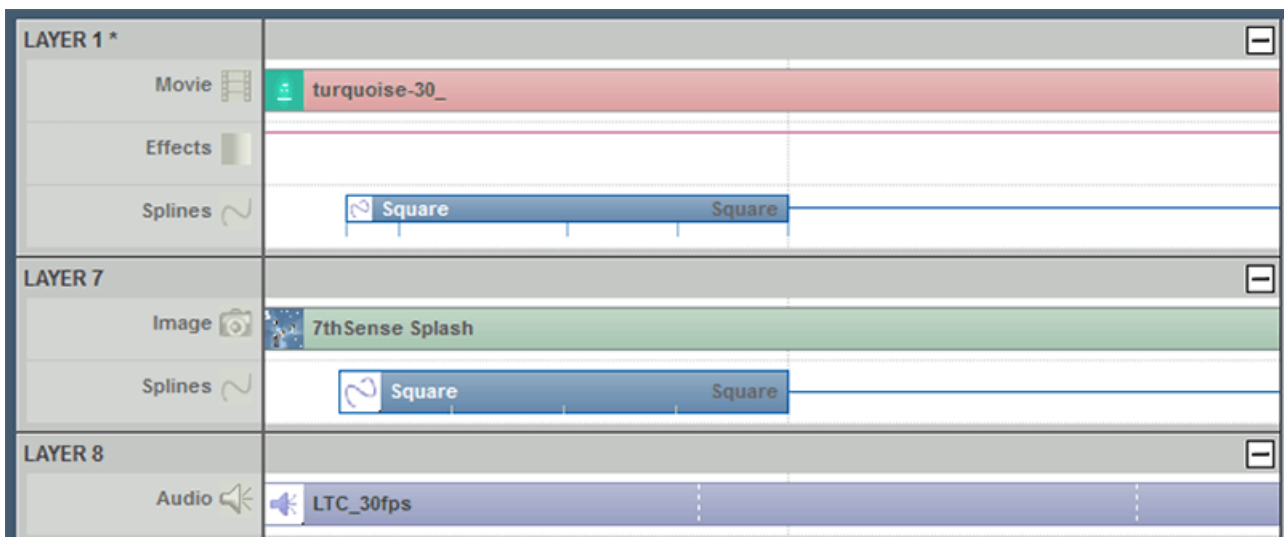 LAYER 1 *
Movie
turquoise-30_
Effects
Splines
Square Square
LAYER 7
Image
7thSense Splash
Splines
Square Square
LAYER 8
Audio
LTC_30fps